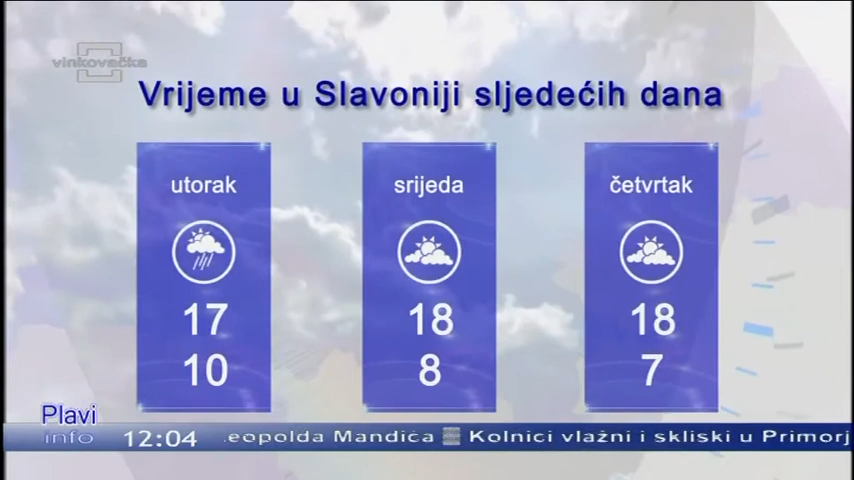 vinkovačka
Vrijeme u Slavoniji sljedećih dana
utorak
17
10
srijeda
18
8
četvrtak
18
7
Plavi
info
12:04
.eopolda Mandića Kolnici vlažni i skliski u Primorj